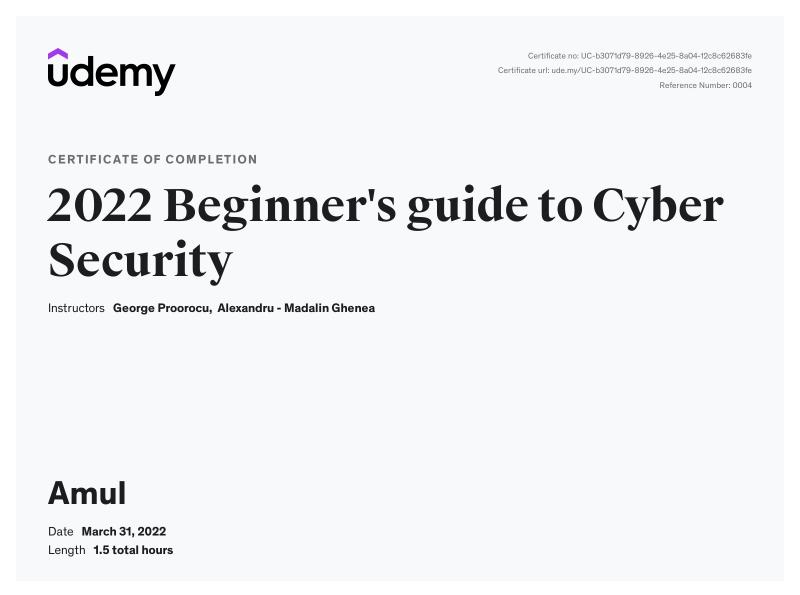 udemy
Certificate no: UC-b3071d79-8926-4e25-8a04-12c8c62683fe
Certificate url: ude.my/UC-b3071d79-8926-4e25-8a04-12c8c62683fe
Reference Number: 0004
CERTIFICATE OF COMPLETION
2022 Beginner's guide to Cyber
Security
Instructors George Proorocu, Alexandru - Madalin Ghenea
Amul
Date March 31, 2022
Length 1.5 total hours